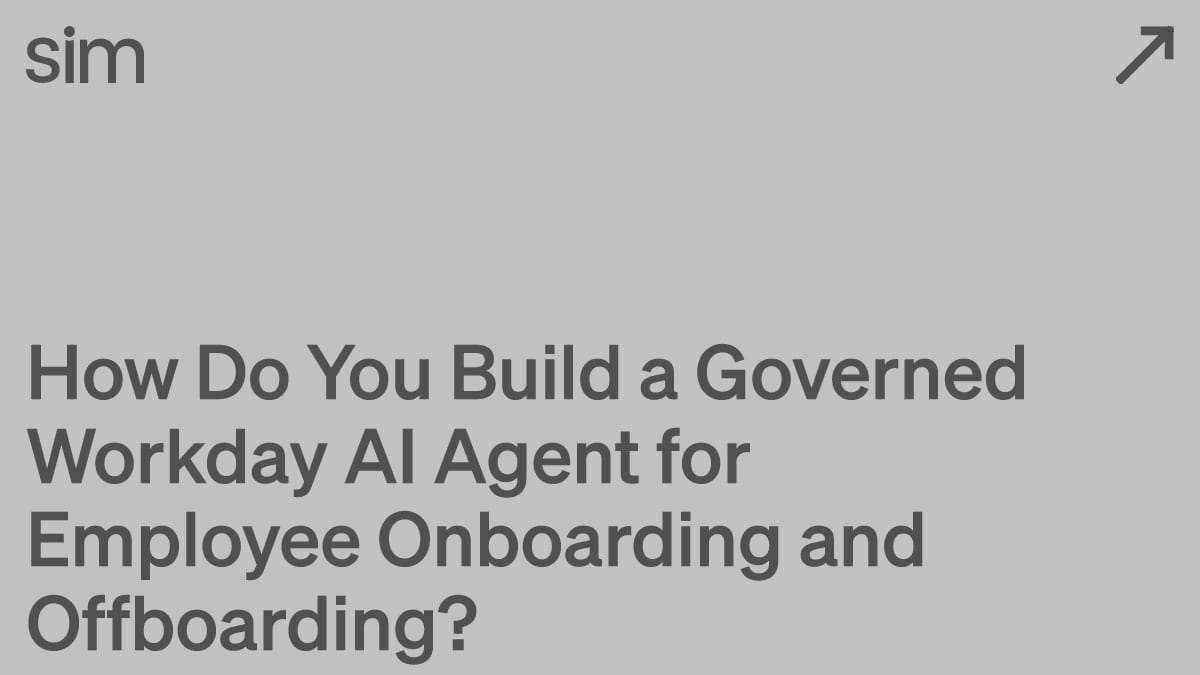 sim
How Do You Build a Governed
Workday AI Agent for
Employee Onboarding and
Offboarding?